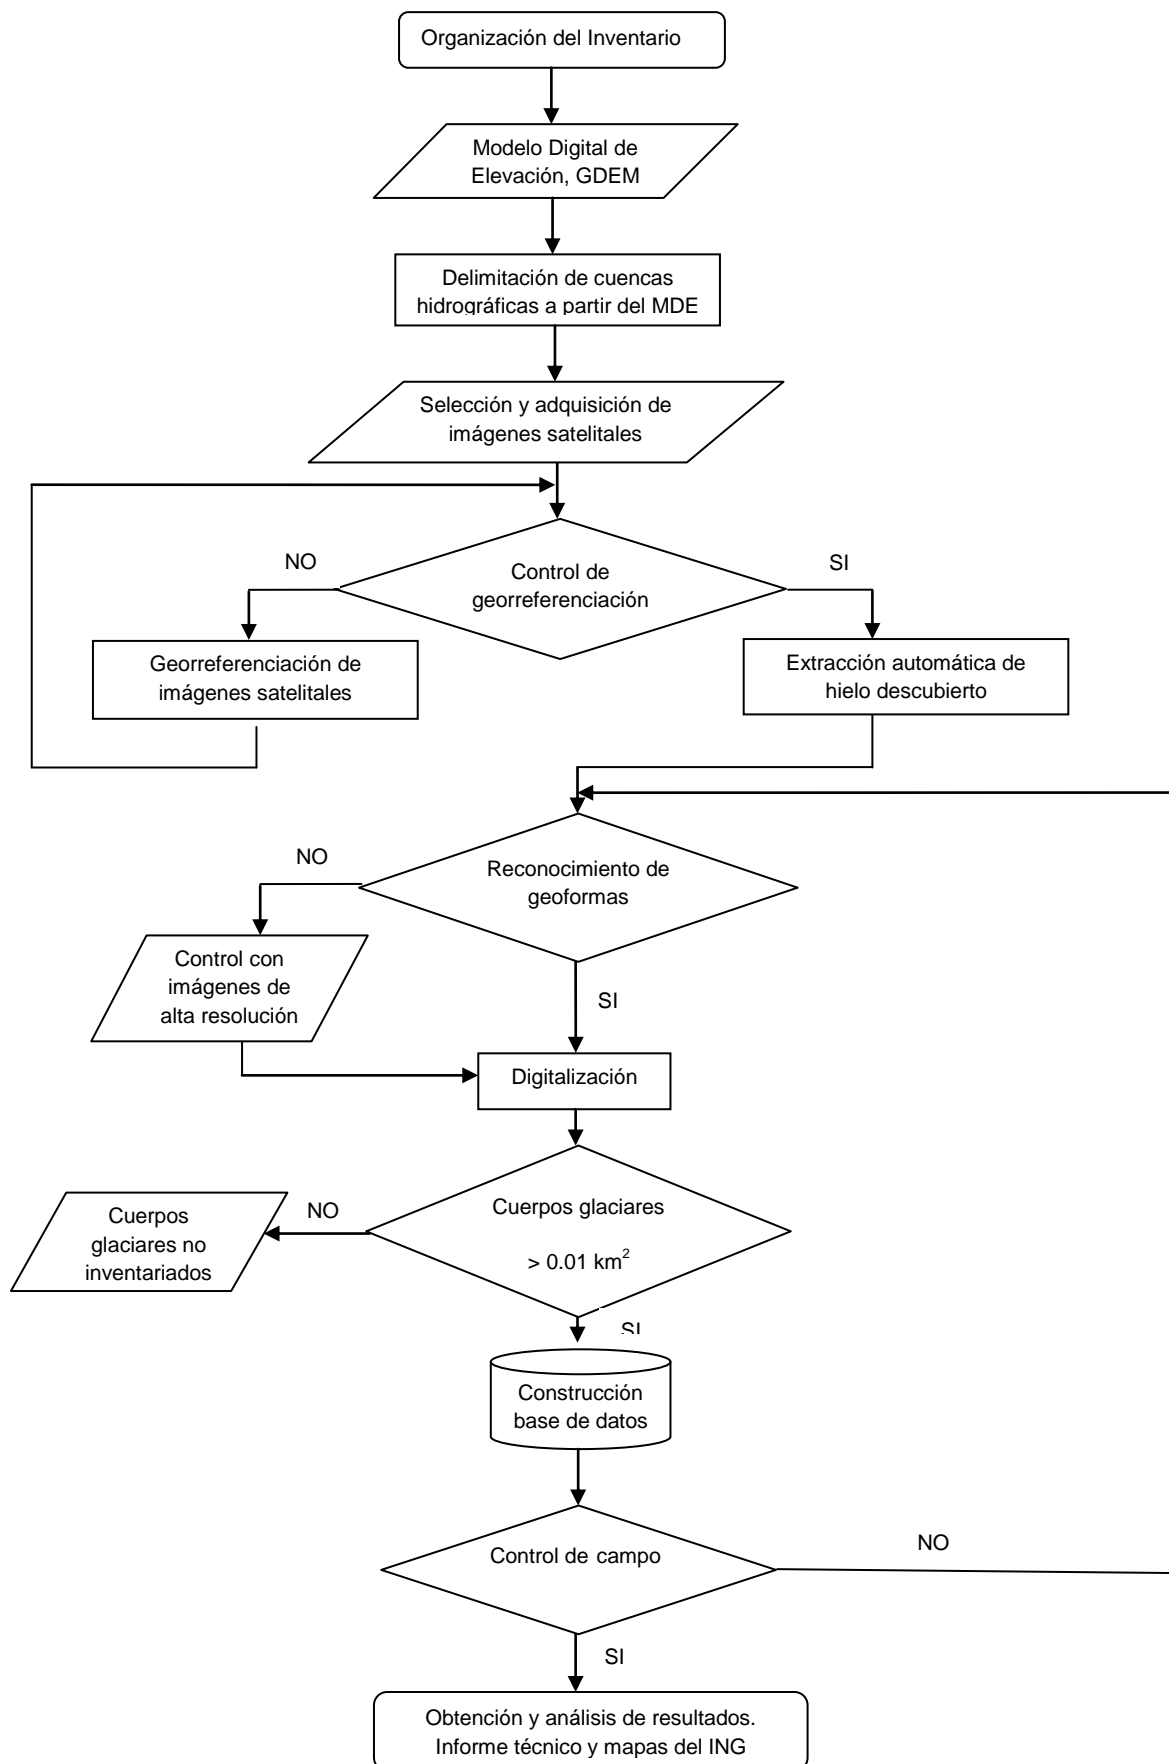 Organización del Inventario
Modelo Digital de
Elevación, GDEM
Delimitación de cuencas
hidrográficas a partir del MDE
Selección y adquisición de
imágenes satelitales
NO
SI
Control de
georreferenciación
Georreferenciación de
imágenes satelitales
Extracción automática de
hielo descubierto
NO
Reconocimiento de
geoformas
Control con
imágenes de
alta resolución
SI
Digitalización
Cuerpos
glaciares no
inventariados
NO
Cuerpos glaciares
> 0.01 km²
SI
Construcción
base de datos
Control de campo
NO
SI
Obtención y análisis de resultados.
Informe técnico y mapas del ING